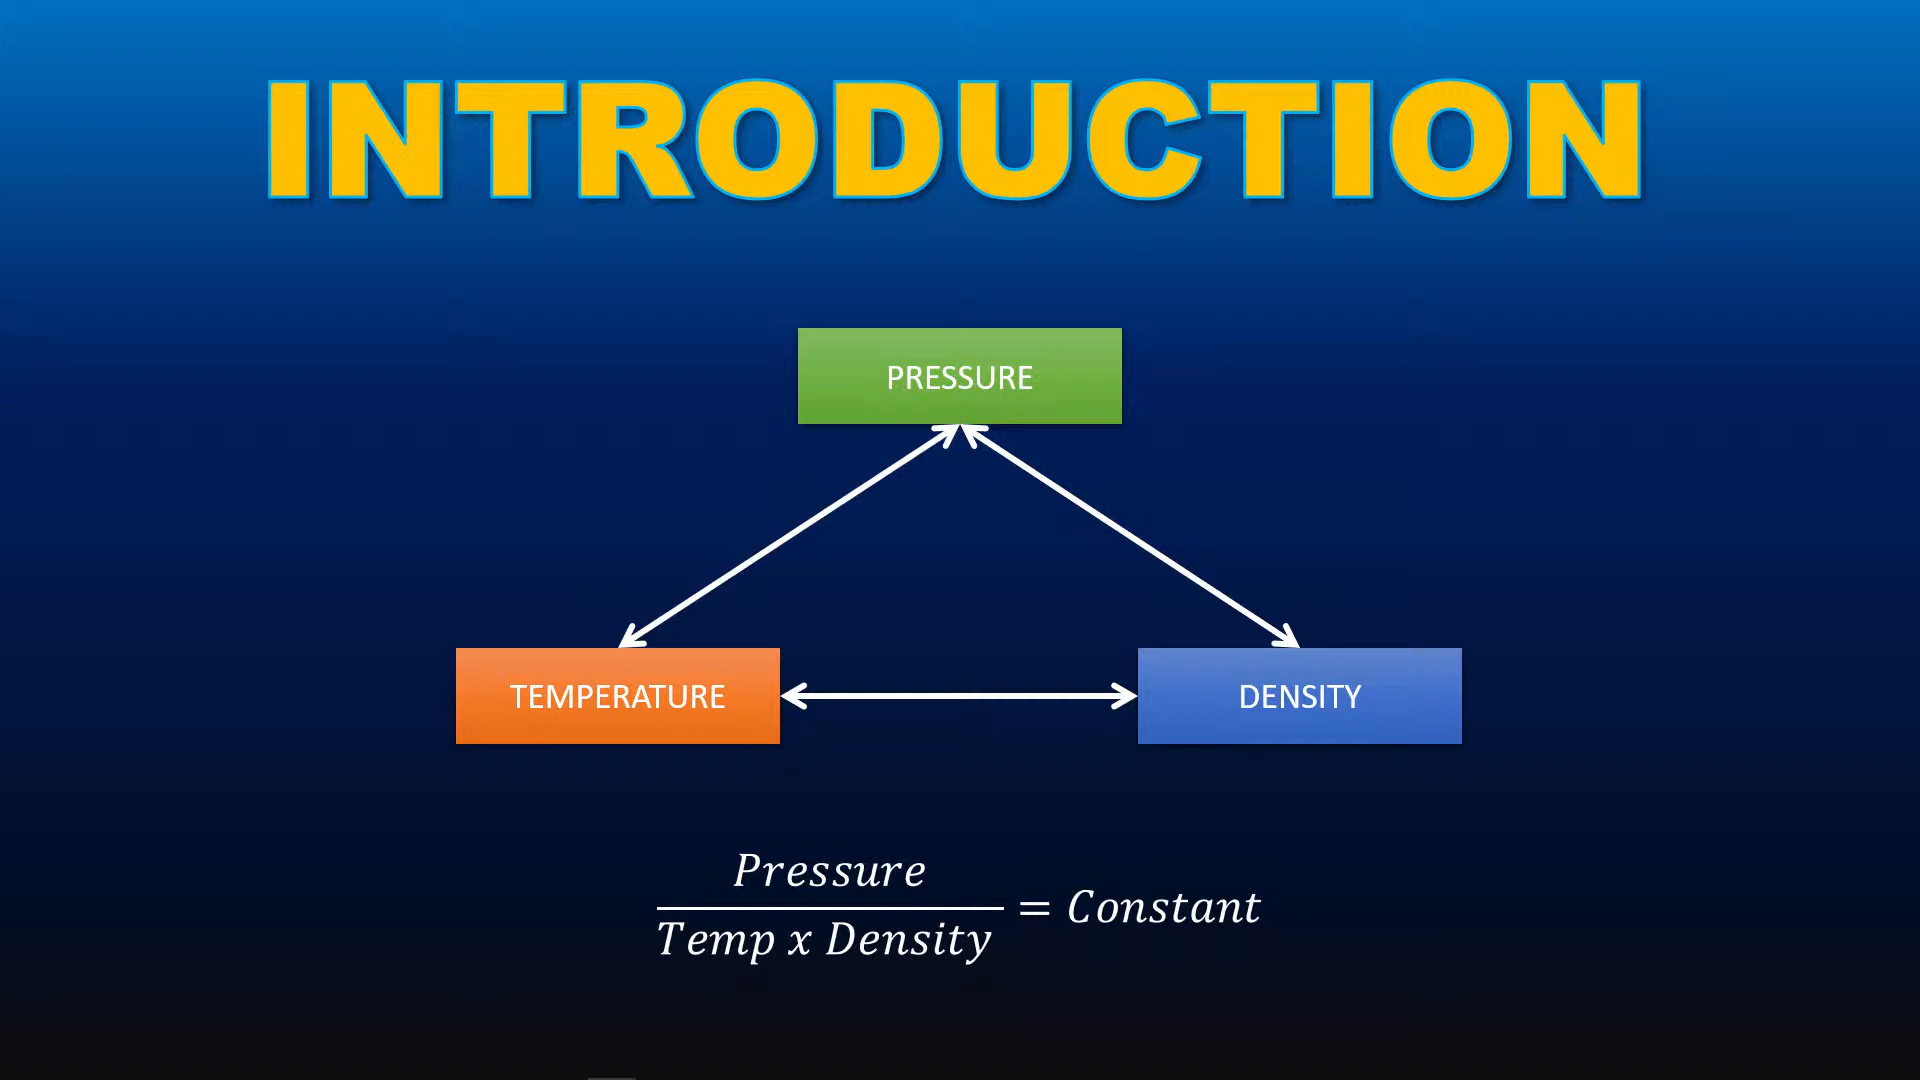 INTRODUCTION
PRESSURE
TEMPERATURE
DENSITY
Pressure
Temp x Density
= Constant